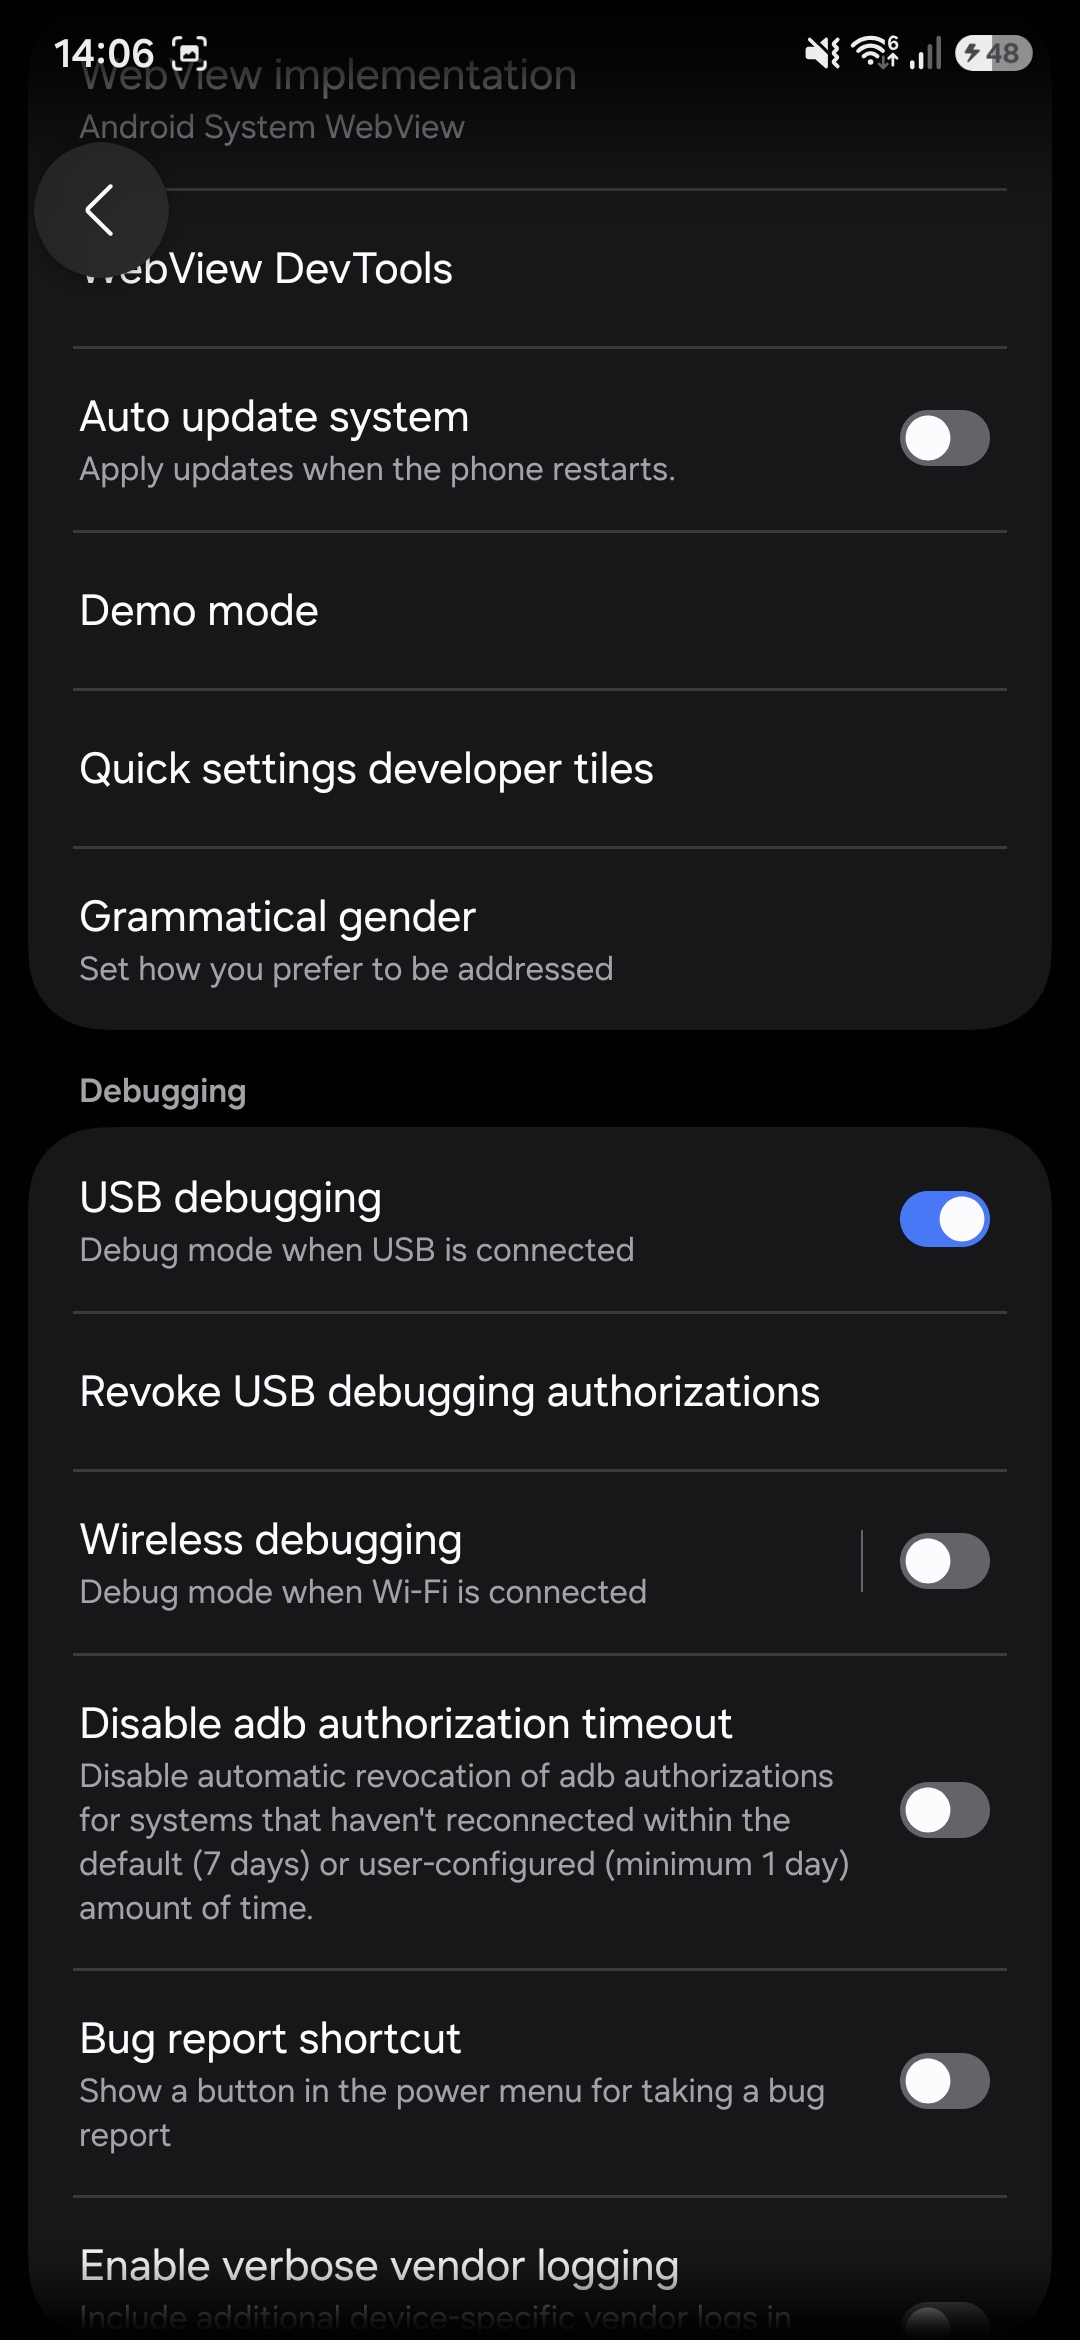 14:06
6
48
WebView implementation
Android System WebView
WebView DevTools
Auto update system
Apply updates when the phone restarts.
Demo mode
Quick settings developer tiles
Grammatical gender
Set how you prefer to be addressed
Debugging
USB debugging
Debug mode when USB is connected
Revoke USB debugging authorizations
Wireless debugging
Debug mode when Wi-Fi is connected
Disable adb authorization timeout
Disable automatic revocation of adb authorizations
for systems that haven't reconnected within the
default (7 days) or user-configured (minimum 1 day)
amount of time.
Bug report shortcut
Show a button in the power menu for taking a bug
report
Enable verbose vendor logging
Include additional device-specific vendor logs in